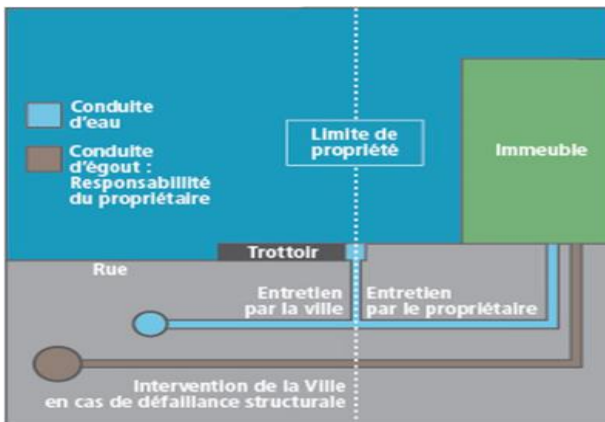 Conduite
d'eau
Conduite
d'égout :
Responsabillité
du propriétaire
Limite de
propriété
Immeuble
Trottoir
Rue
Entretien
par la ville
Entretien
par le propriétaire
Intervention de la Ville
en cas de défaillance structurale